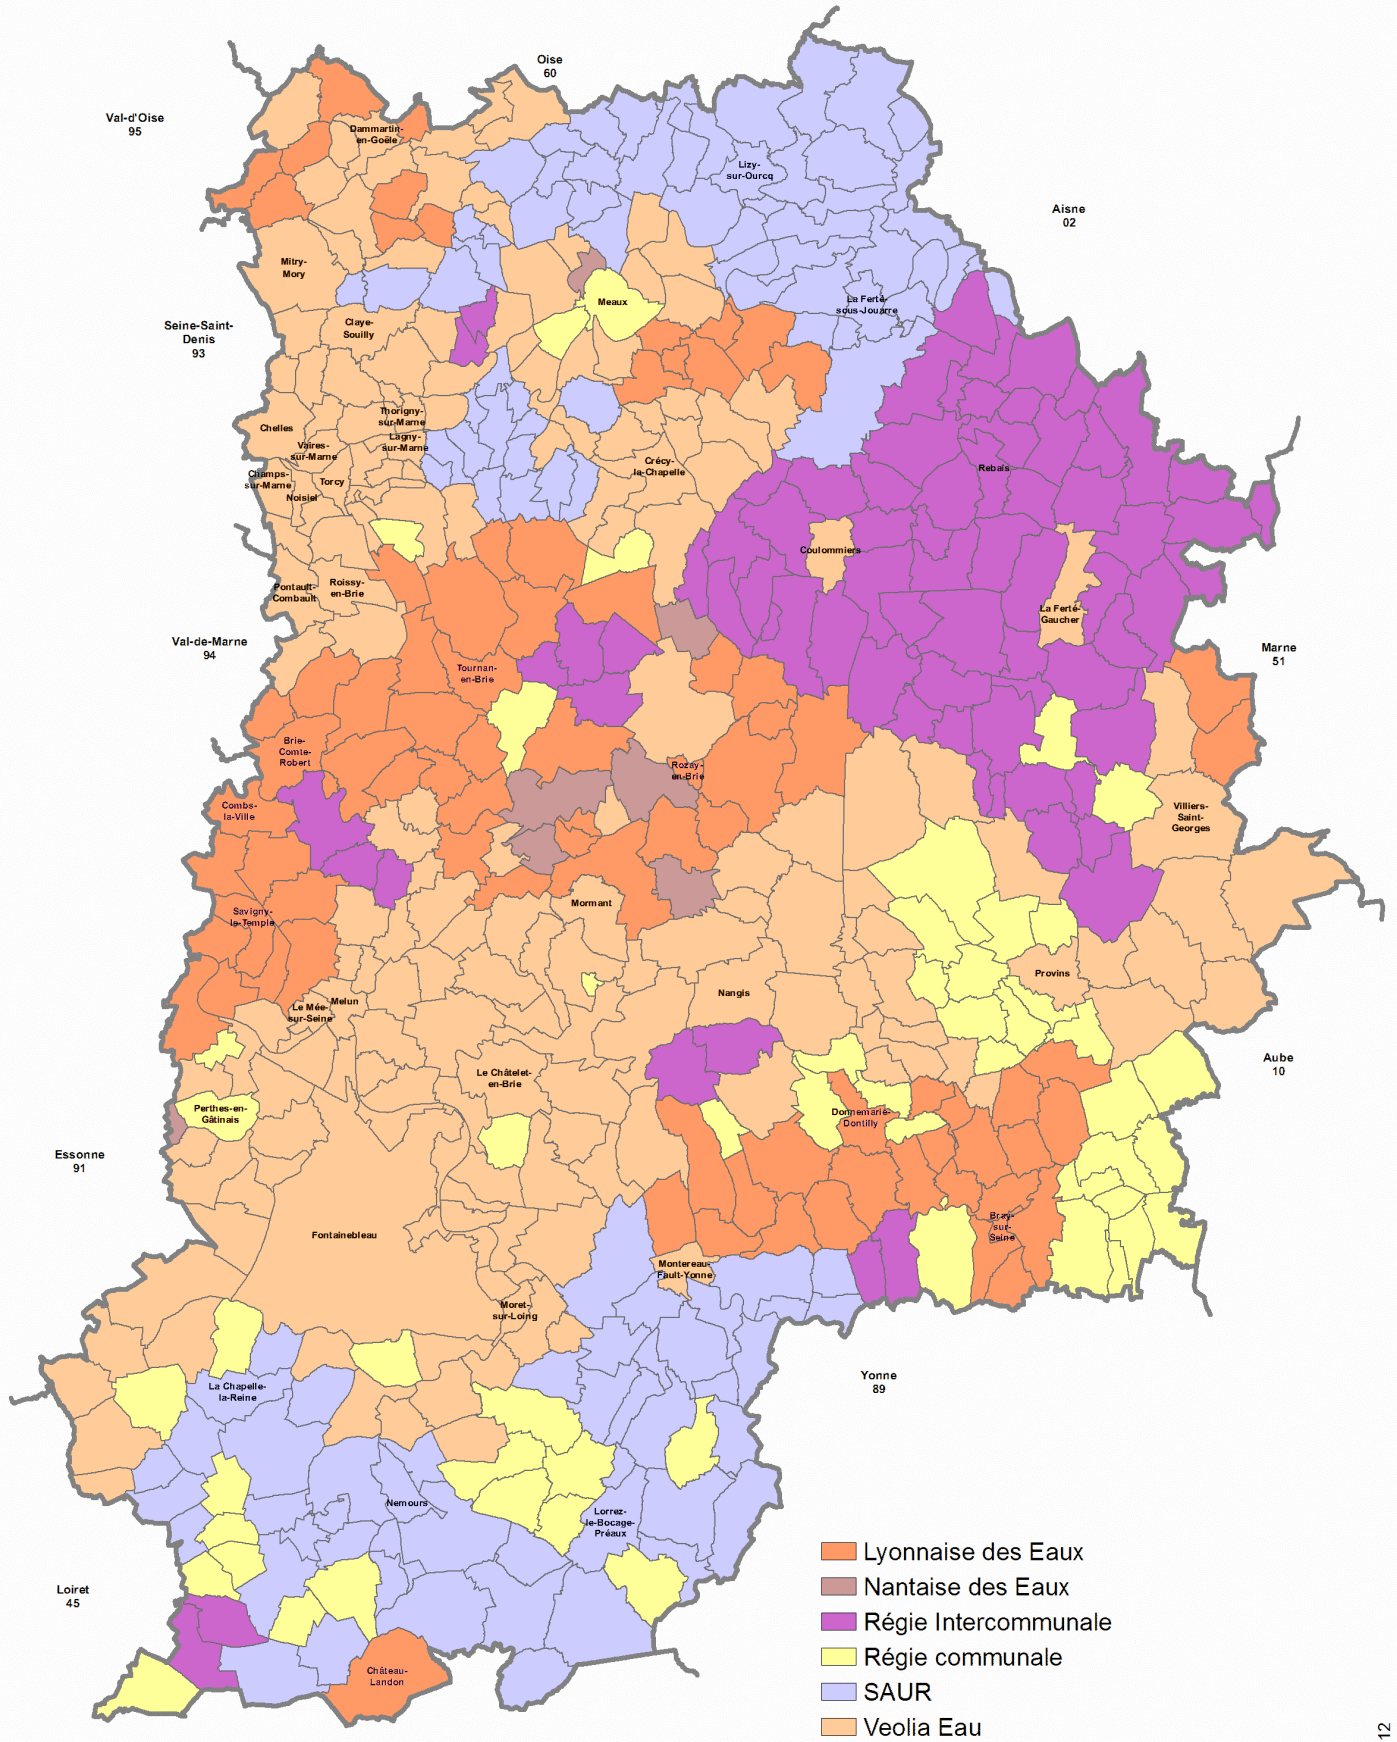 Oise
60
Val-d'Oise
95
Dammartin-
en-Goële
Lizy-
sur-Ourcq
Aisne
02
Mitry-
Mory
Meaux
La Ferté-
sous-Jouarre
Seine-Saint-
Denis
93
Claye-
Souilly
Thorigny-
sur-Marne
Chelles
Lagny-
sur-Marne
Vaires-
sur-Marne
Crécy-
la-Chapelle
Rebais
Champs-
sur-Marne
Torcy
Noisiel
Coulommiers
Pontault-
Combault
Roissy-
en-Brie
La Ferté-
Gaucher
Val-de-Marne
94
Marne
51
Tournan-
en-Brie
Brie-
Comte-
Robert
Rozay-
en-Brie
Combs-
la-Ville
Villiers-
Saint-
Georges
Mormant
Savigny-
le-Temple
Provins
Nangis
Le Mée-
sur-Seine
Melun
Aube
10
Le Châtelet-
en-Brie
Perthes-en-
Gâtinais
Donnemarie-
Dontilly
Essonne
91
Bray-
sur-
Seine
Fontainebleau
Montereau-
Fault-Yonne
Moret-
sur-Loing
Yonne
89
La Chapelle-
la-Reine
Nemours
Lorrez-
le-Bocage-
Préaux
Loiret
45
Château-
Landon
Lyonnaise des Eaux
Nantaise des Eaux
Régie Intercommunale
Régie communale
SAUR
Veolia Eau
12